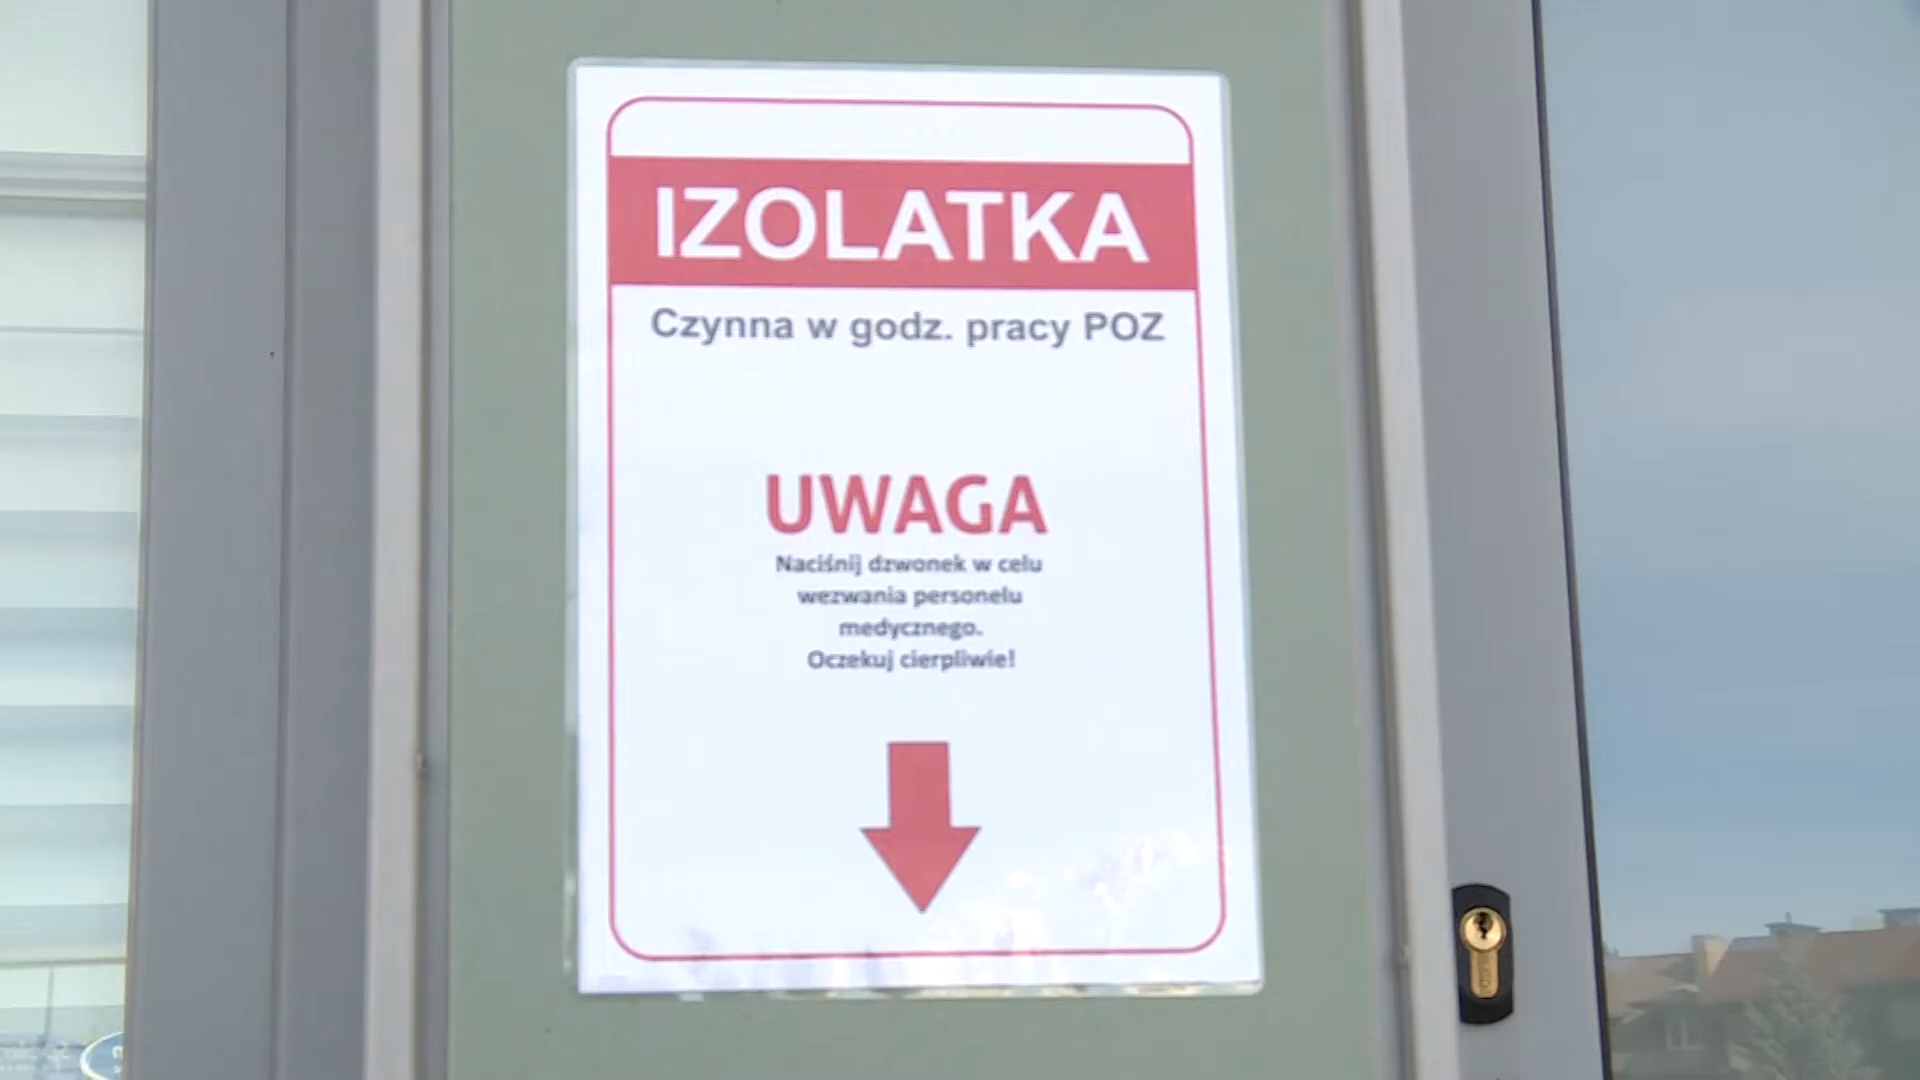 IZOLATKA
Czynna w godz. pracy POZ
UWAGA
Naciśnij dzwonek w celu
wezwania personelu
medycznego.
Oczekuj cierpliwie!